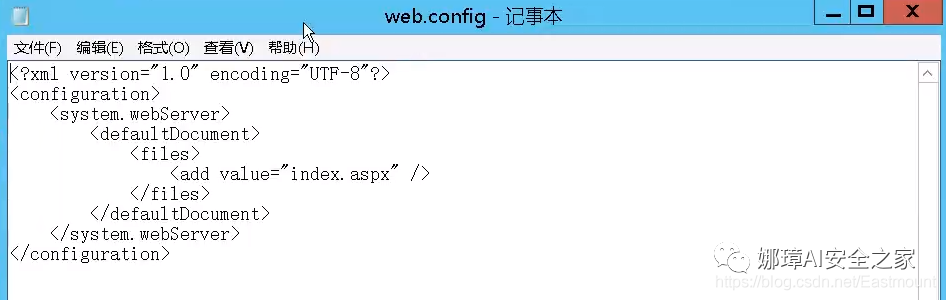 web.config - 记事本
文件(F) 编辑(E) 格式(O) 查看(V) 帮助(H)
<?xml version="1.0" encoding="UTF-8"?>
<configuration>
    <system.webServer>
        <defaultDocument>
            <files>
                <add value="index.aspx" />
            </files>
        </defaultDocument>
    </system.webServer>
</configuration>
娜璋AI安全之家
https://blog.csdn.net/Eastmount